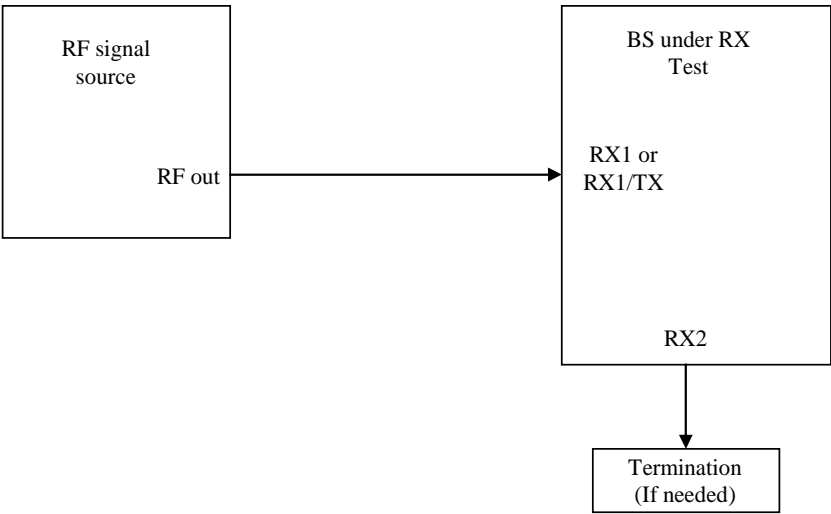 RF signal
source
RF out
BS under RX
Test
RX1 or
RX1/TX
RX2
Termination
(If needed)